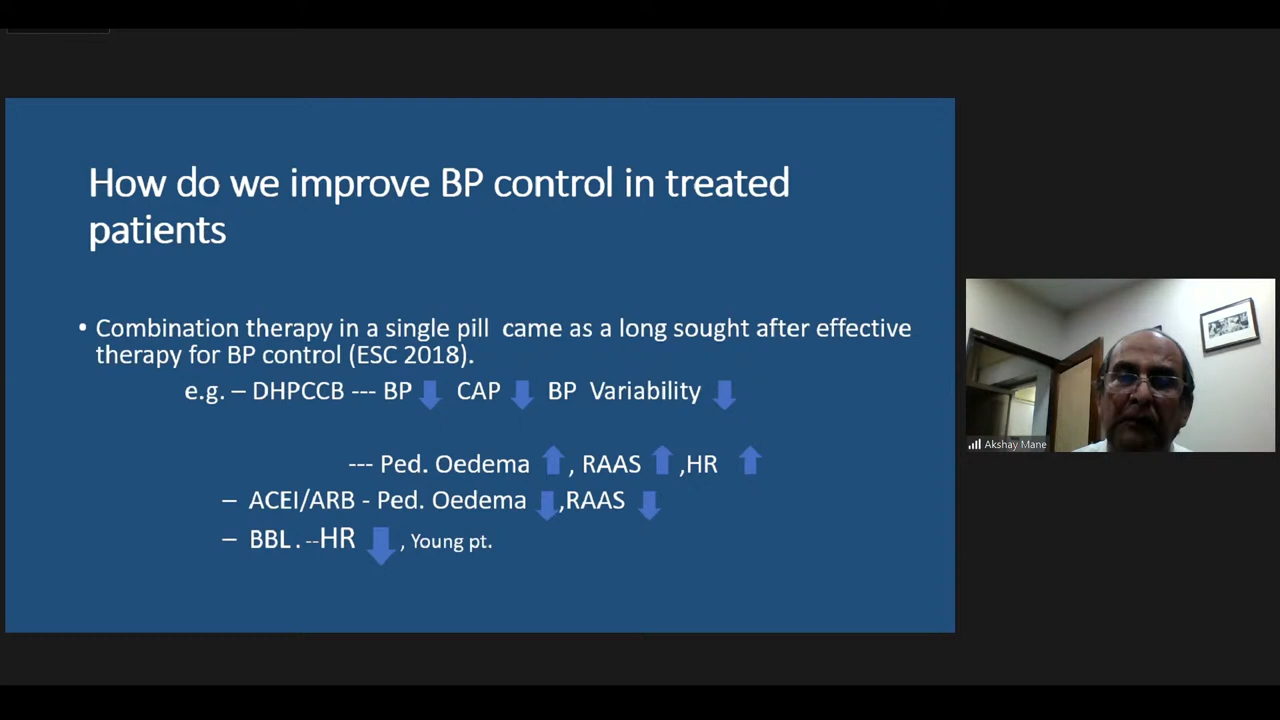 How do we improve BP control in treated
patients
• Combination therapy in a single pill came as a long sought after effective
therapy for BP control (ESC 2018).
e.g. – DHPCCB --- BP CAP BP Variability
--- Ped. Oedema , RAAS ,HR
– ACEI/ARB - Ped. Oedema ,RAAS
– BBL . --HR , Young pt.
Akshay Mane